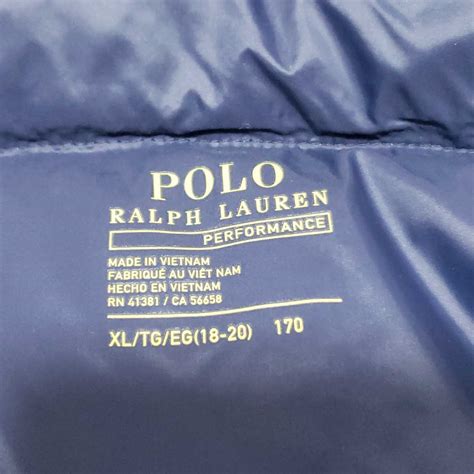 POLO
RALPH LAUREN
PERFORMANCE
MADE IN VIETNAM
FABRIQUÉ AU VIÊT NAM
HECHO EN VIETNAM
RN 41381 / CA 56658
XL/TG/EG(18-20) 170